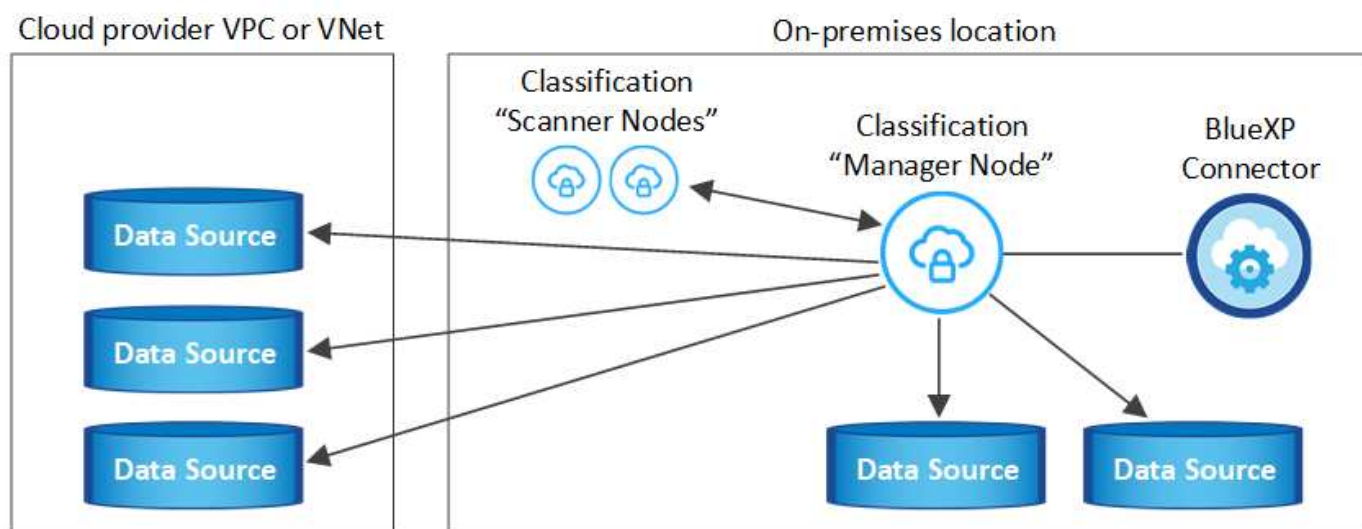 Cloud provider VPC or VNet
On-premises location
Classification
“Scanner Nodes”
Classification
“Manager Node”
BlueXP
Connector
Data Source
Data Source
Data Source
Data Source
Data Source